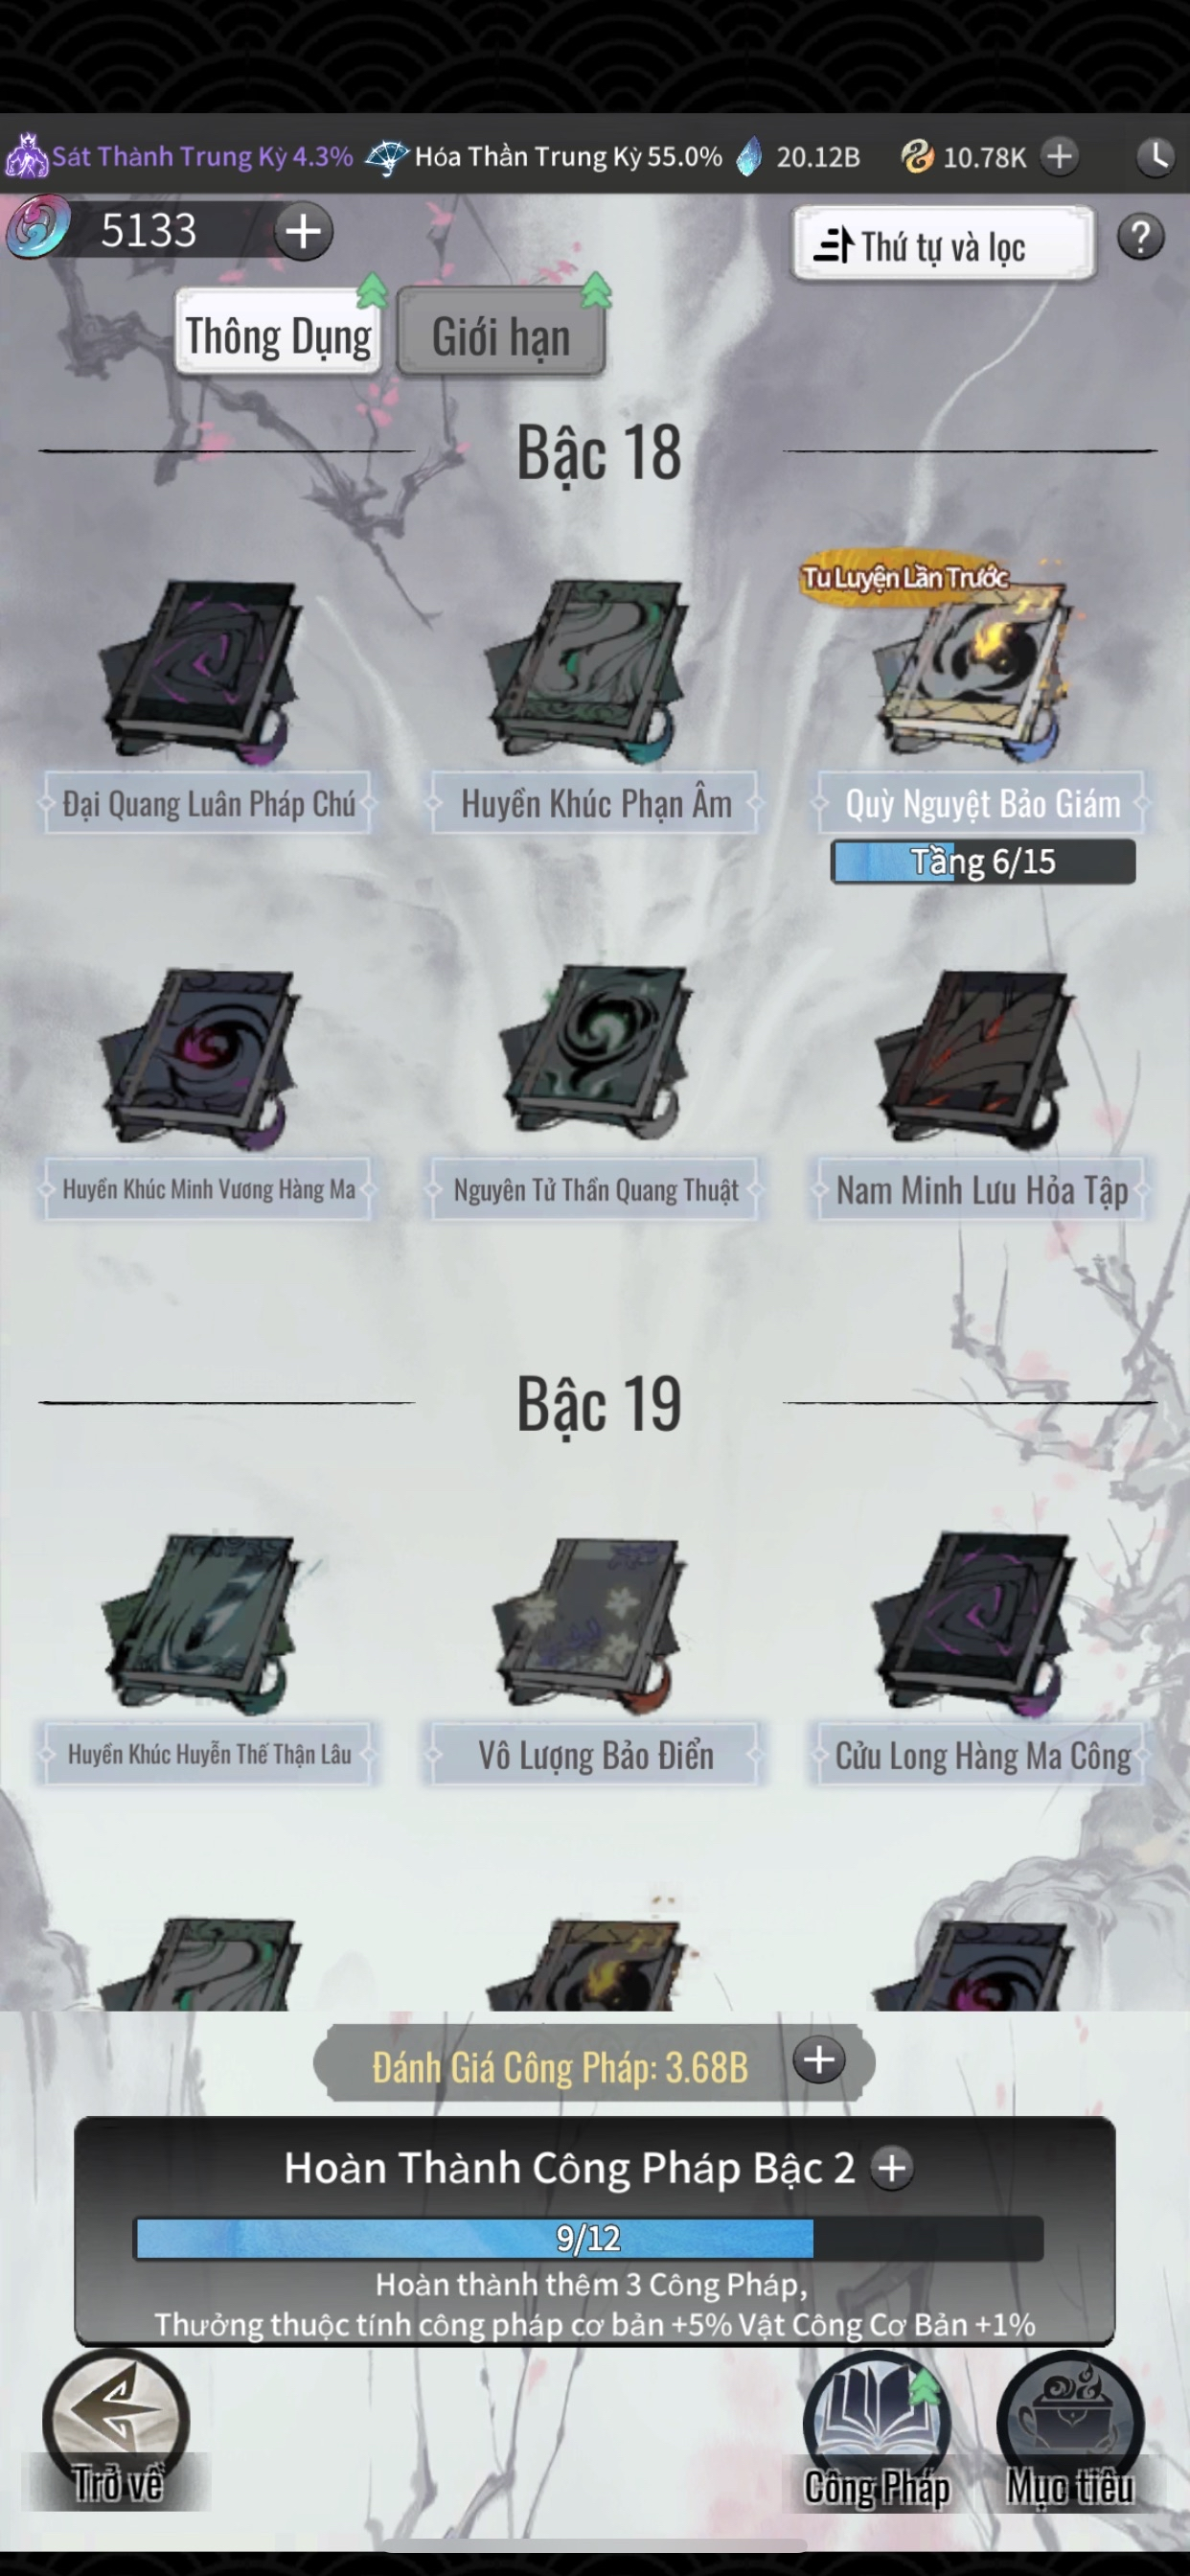 Sát Thành Trung Kỳ 4.3% Hóa Thần Trung Kỳ 55.0% 20.12B 10.78K
5133
Thứ tự và lọc ?
Thông Dụng Giới hạn
Bậc 18
Tu Luyện Lần Trước
Đại Quang Luân Pháp Chú Huyền Khúc Phạn Âm Quỳ Nguyệt Bảo Giám
Tầng 6/15
Huyền Khúc Minh Vương Hàng Ma Nguyên Tử Thần Quang Thuật Nam Minh Lưu Hỏa Tập
Bậc 19
Huyền Khúc Huyễn Thế Thận Lâu Vô Lượng Bảo Điển Cửu Long Hàng Ma Công
Đánh Giá Công Pháp: 3.68B
Hoàn Thành Công Pháp Bậc 2
9/12
Hoàn thành thêm 3 Công Pháp,
Thưởng thuộc tính công pháp cơ bản +5% Vật Công Cơ Bản +1%
Trở về Công Pháp Mục tiêu